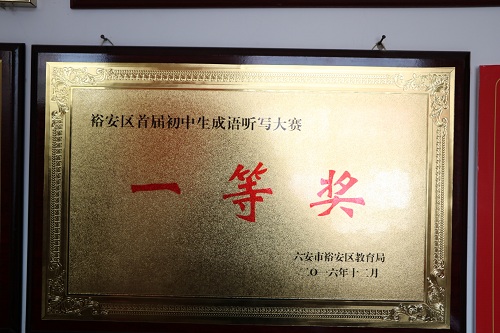 裕安区首届初中生成语听写大赛
一等奖
六安市裕安区教育局
二〇一六年十二月